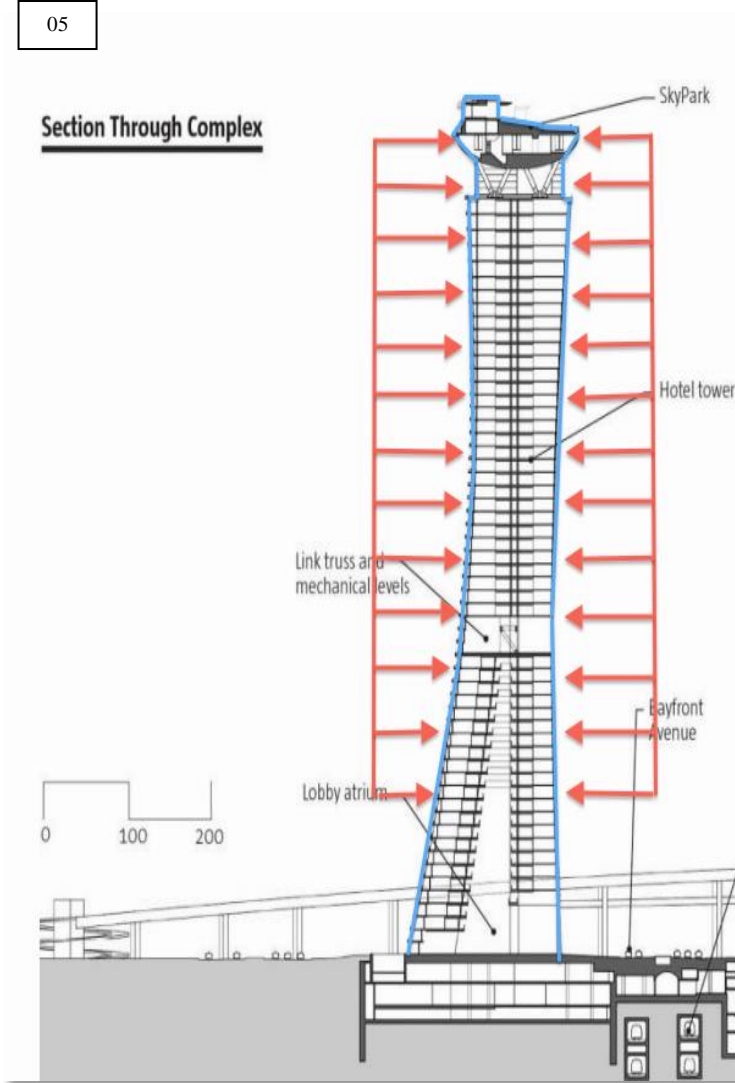 05
Section Through Complex
SkyPark
Hotel tower
Link truss and
mechanical levels
Bayfront
Avenue
Lobby atrium
0 100 200